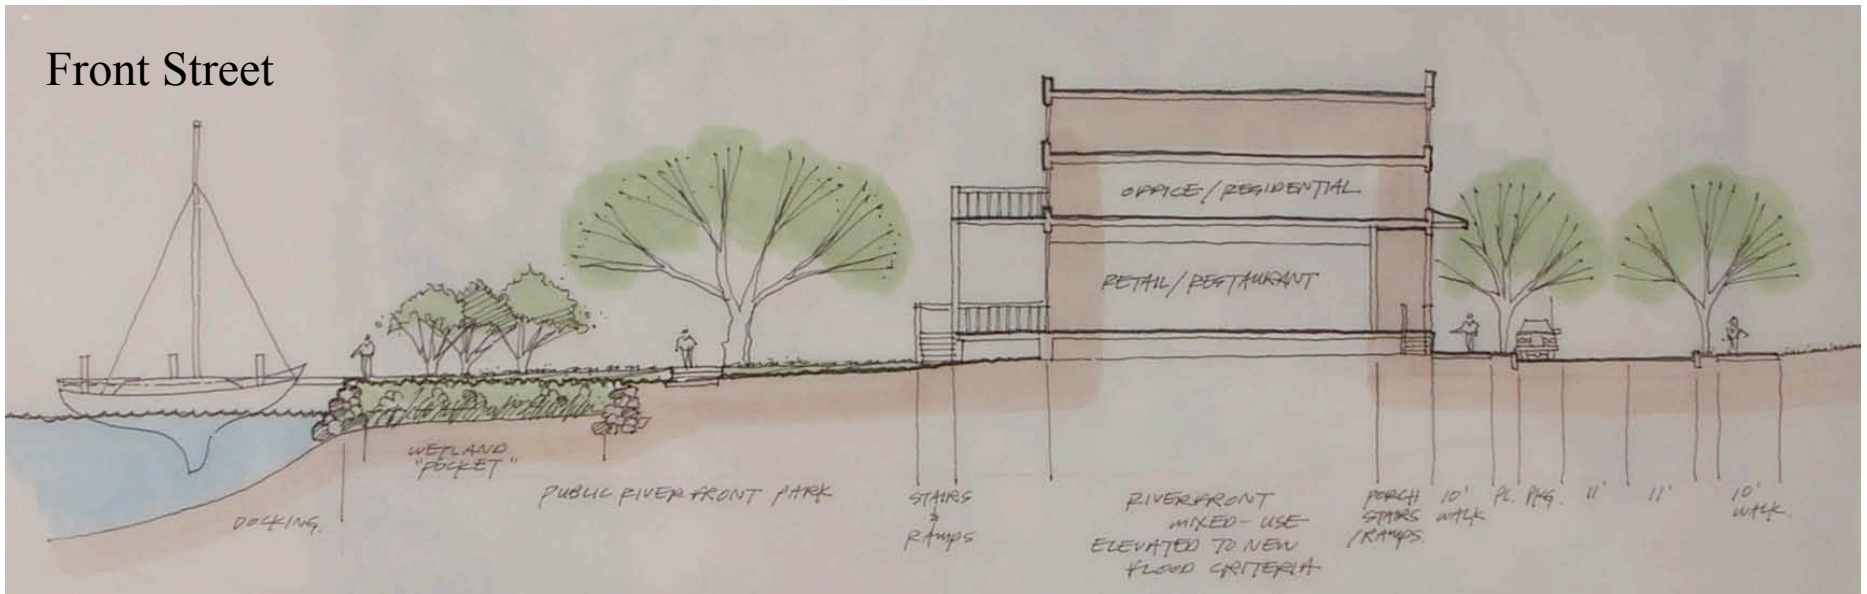 Front Street
OFFICE/RESIDENTIAL
RETAIL/RESTAURANT
WETLAND
"POCKET"
DOCKING.
PUBLIC RIVERFRONT PARK
STAIRS
&
RAMPS
RIVERFRONT
MIXED-USE
ELEVATED TO NEW
FLOOD CRITERIA
PORCH
STAIRS
/RAMPS.
10'
WALK
PL.
PKG.
11'
11'
10'
WALK.